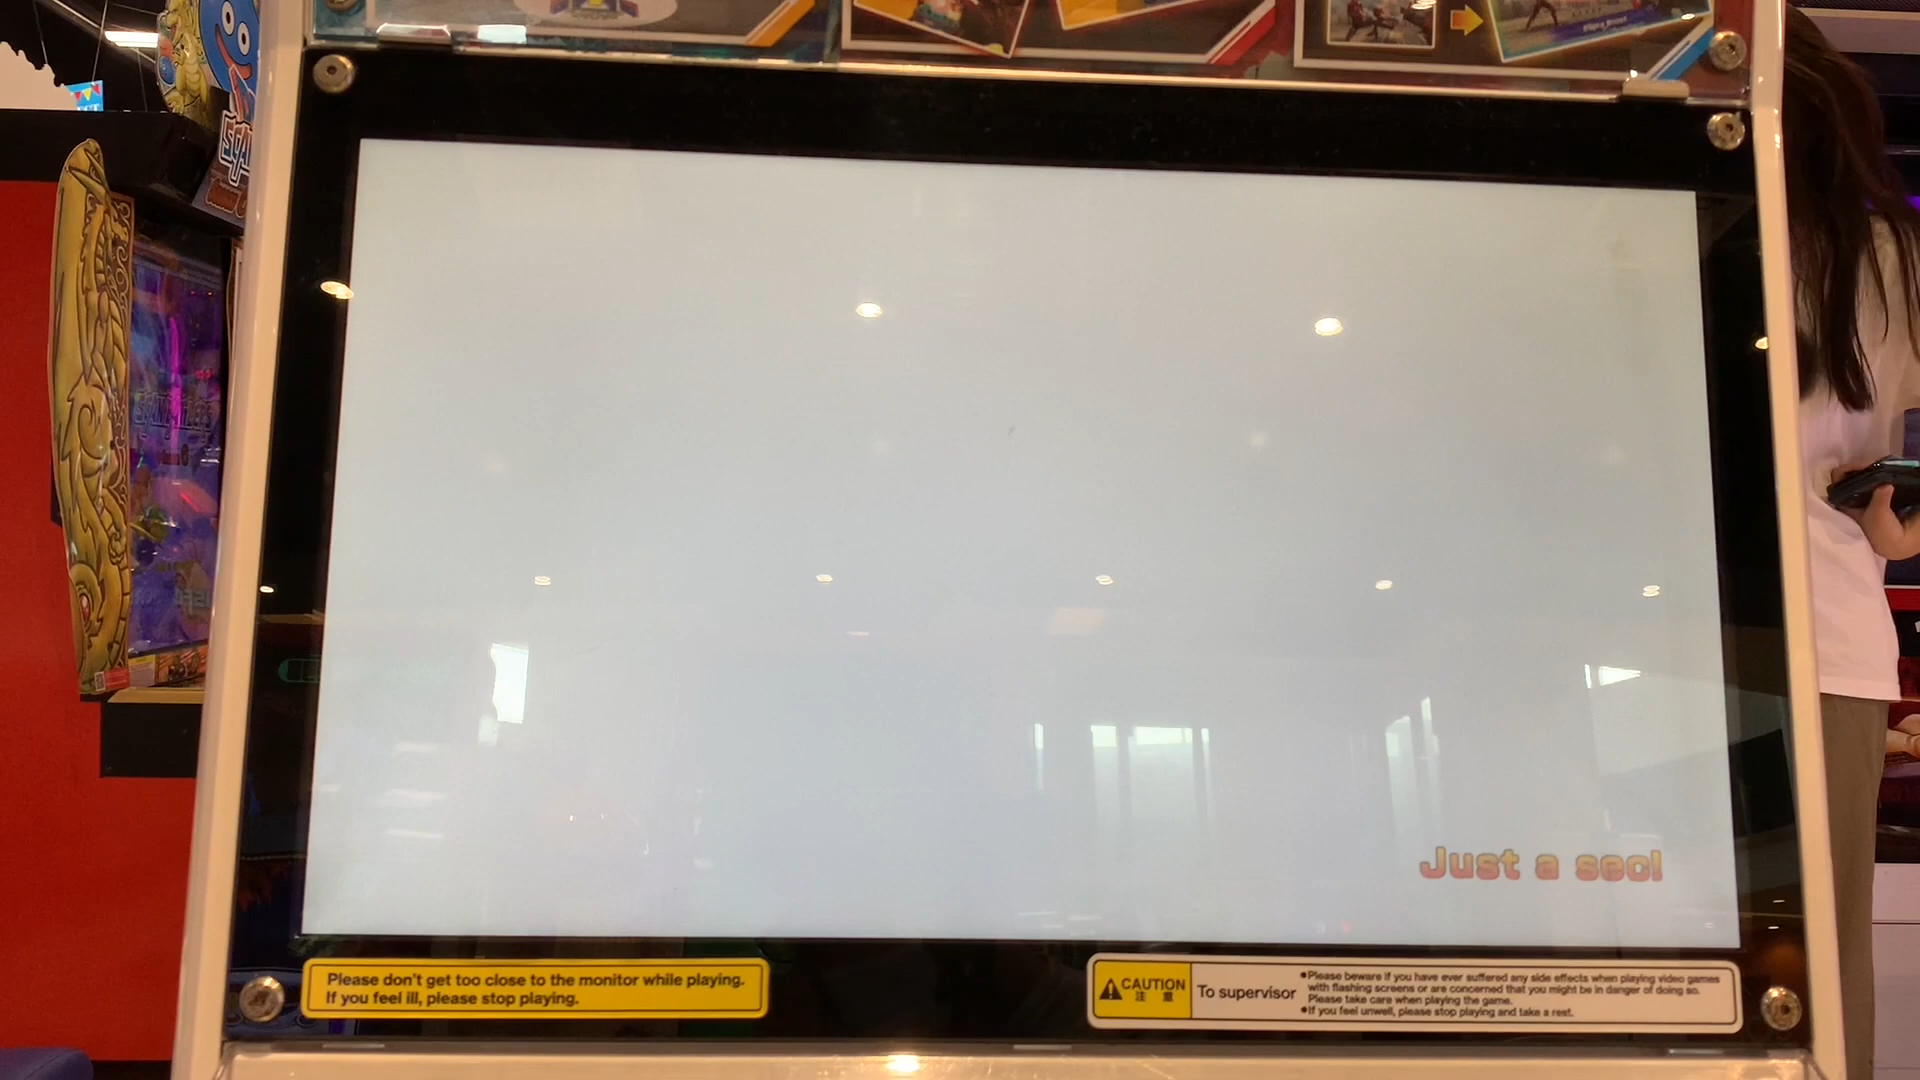 Just a sec!
Please don't get too close to the monitor while playing.
If you feel ill, please stop playing.
CAUTION
注 意
To supervisor
•Please beware if you have ever suffered any side effects when playing video games
with flashing screens or are concerned that you might be in danger of doing so.
Please take care when playing the game.
•If you feel unwell, please stop playing and take a rest.